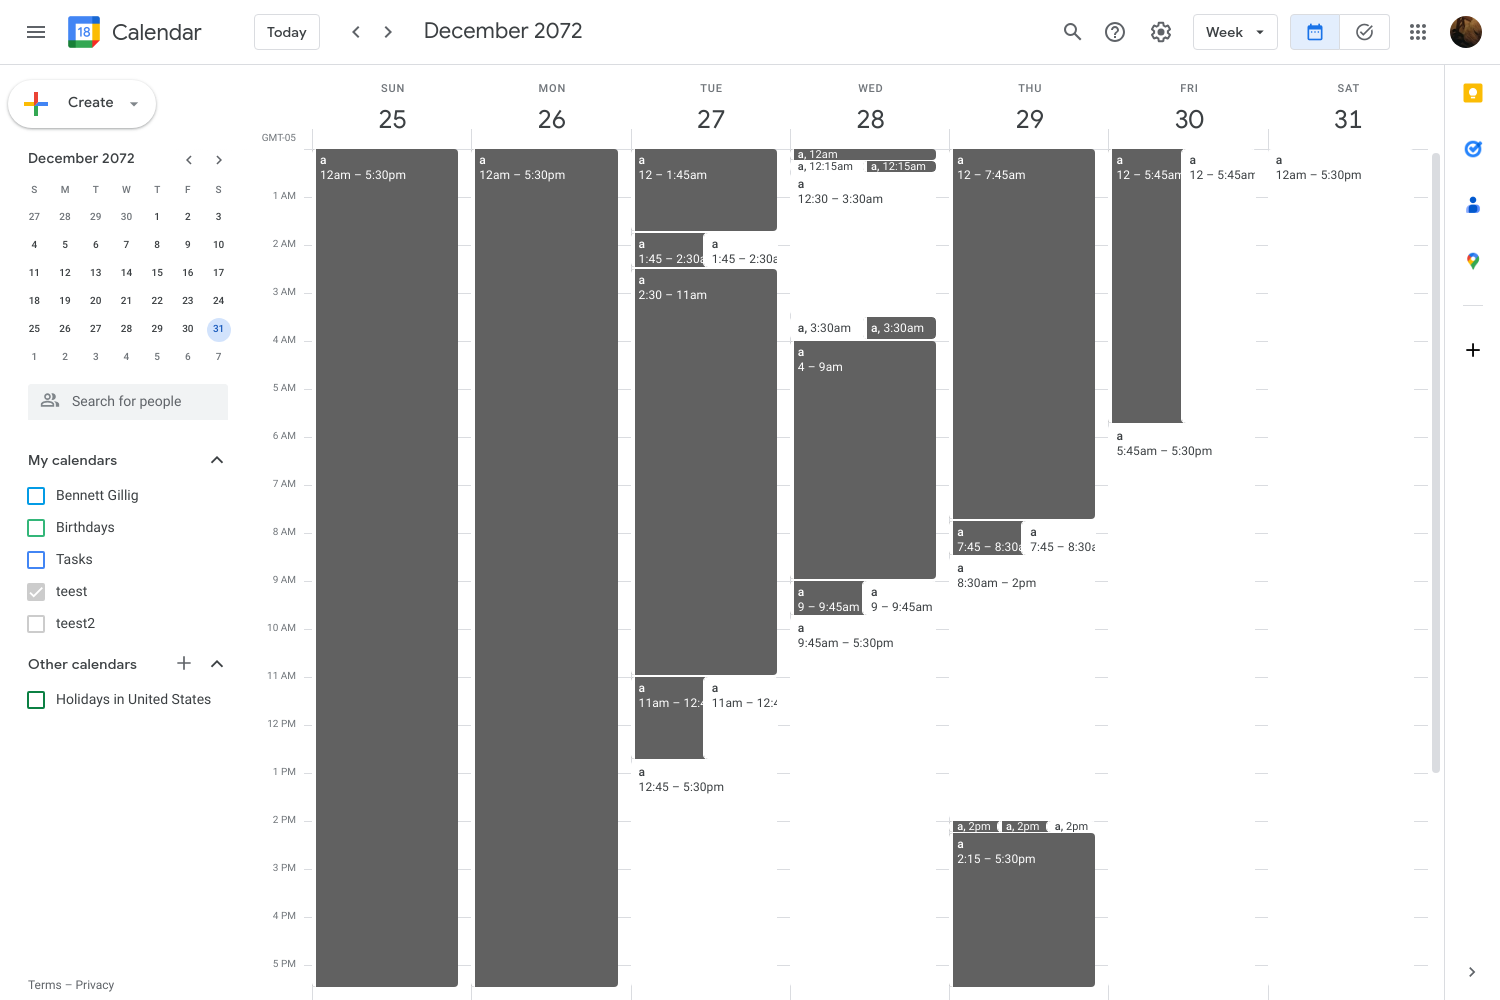 18
Calendar
Today
December 2072
Week
Create
December 2072
S M T W T F S
27 28 29 30 1 2 3
4 5 6 7 8 9 10
11 12 13 14 15 16 17
18 19 20 21 22 23 24
25 26 27 28 29 30 31
1 2 3 4 5 6 7
Search for people
My calendars
Bennett Gillig
Birthdays
Tasks
teest
teest2
Other calendars
Holidays in United States
Terms – Privacy
GMT-05
1 AM
2 AM
3 AM
4 AM
5 AM
6 AM
7 AM
8 AM
9 AM
10 AM
11 AM
12 PM
1 PM
2 PM
3 PM
4 PM
5 PM
SUN
25
a
12am – 5:30pm
MON
26
a
12am – 5:30pm
TUE
27
a
12 – 1:45am
a
1:45 – 2:30a
a
1:45 – 2:30a
a
2:30 – 11am
a
11am – 12:4
a
11am – 12:4
a
12:45 – 5:30pm
WED
28
a, 12am
a, 12:15am
a, 12:15am
a
12:30 – 3:30am
a, 3:30am
a, 3:30am
a
4 – 9am
a
9 – 9:45am
a
9 – 9:45am
a
9:45am – 5:30pm
THU
29
a
12 – 7:45am
a
7:45 – 8:30a
a
7:45 – 8:30a
a
8:30am – 2pm
a, 2pm
a, 2pm
a, 2pm
a
2:15 – 5:30pm
FRI
30
a
12 – 5:45am
a
12 – 5:45am
a
5:45am – 5:30pm
SAT
31
a
12am – 5:30pm